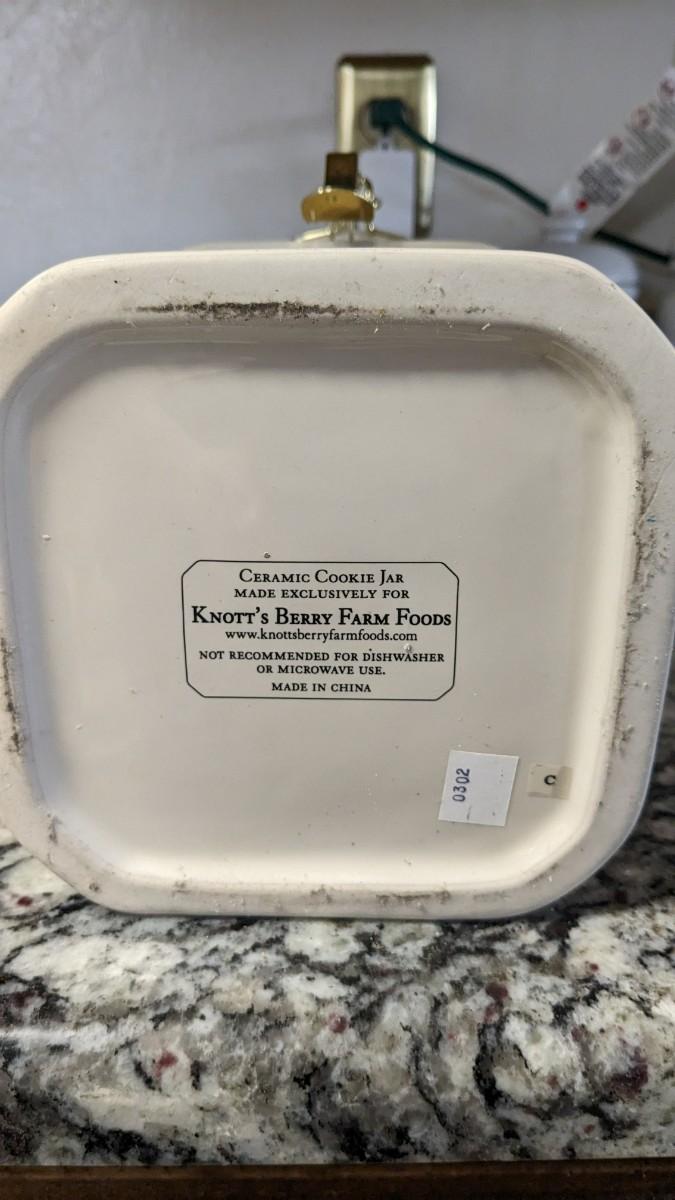 CERAMIC COOKIE JAR
MADE EXCLUSIVELY FOR
KNOTT'S BERRY FARM FOODS
www.knottsberryfarmfoods.com
NOT RECOMMENDED FOR DISHWASHER
OR MICROWAVE USE.
MADE IN CHINA
0302
C